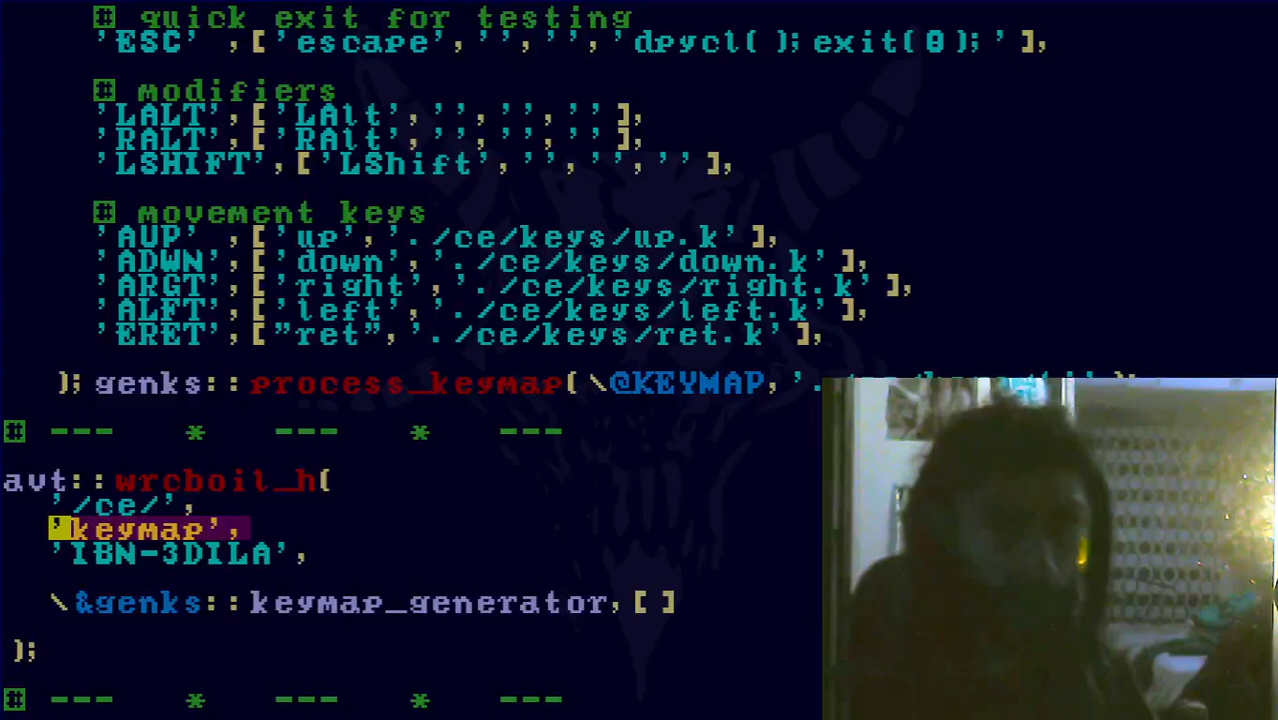 # quick exit for testing
'ESC' ,['escape','','','dpycl( ); exit(0 ); ' ],
# modifiers
'LALT',['LAlt','','','' ],
'RALT',['RAlt','','','' ],
'LSHIFT',['LShift','','','' ],
# movement keys
'AUP' ,['up','./ce/keys/up.k' ],
'ADWN',['down','./ce/keys/down.k' ],
'ARGT',['right','./ce/keys/right.k' ],
'ALFT',['left','./ce/keys/left.k' ],
'ERET',["ret",'./ce/keys/ret.k' ],
); genks::process_keymap( \@KEYMAP,
# --- * --- * ---
avt::wrcboil_h(
'/ce/',
'keymap',
'IBN-3DILA',
\&genks::keymap_generator,[ ]
);
# --- * --- * ---